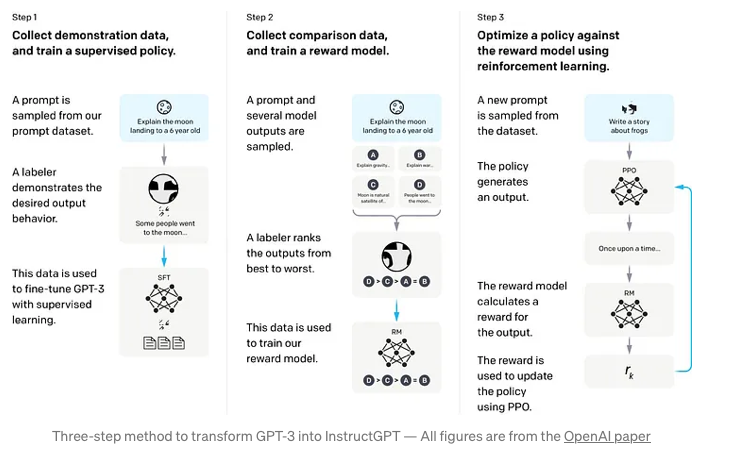 Step 1
Collect demonstration data,
and train a supervised policy.
A prompt is
sampled from our
prompt dataset.
Explain the moon
landing to a 6 year old
A labeler
demonstrates the
desired output
behavior.
Some people went
to the moon...
This data is used
to fine-tune GPT-3
with supervised
learning.
SFT
Step 2
Collect comparison data,
and train a reward model.
A prompt and
several model
outputs are
sampled.
Explain the moon
landing to a 6 year old
A
Explain gravity...
B
Explain war...
C
Moon is natural
satellite of...
D
People went to
the moon...
A labeler ranks
the outputs from
best to worst.
D > C > A = B
This data is used
to train our
reward model.
RM
D > C > A = B
Step 3
Optimize a policy against
the reward model using
reinforcement learning.
A new prompt
is sampled from
the dataset.
Write a story
about frogs
The policy
generates
an output.
PPO
Once upon a time...
The reward model
calculates a
reward for
the output.
RM
The reward is
used to update
the policy
using PPO.
rk
Three-step method to transform GPT-3 into InstructGPT — All figures are from the OpenAI paper